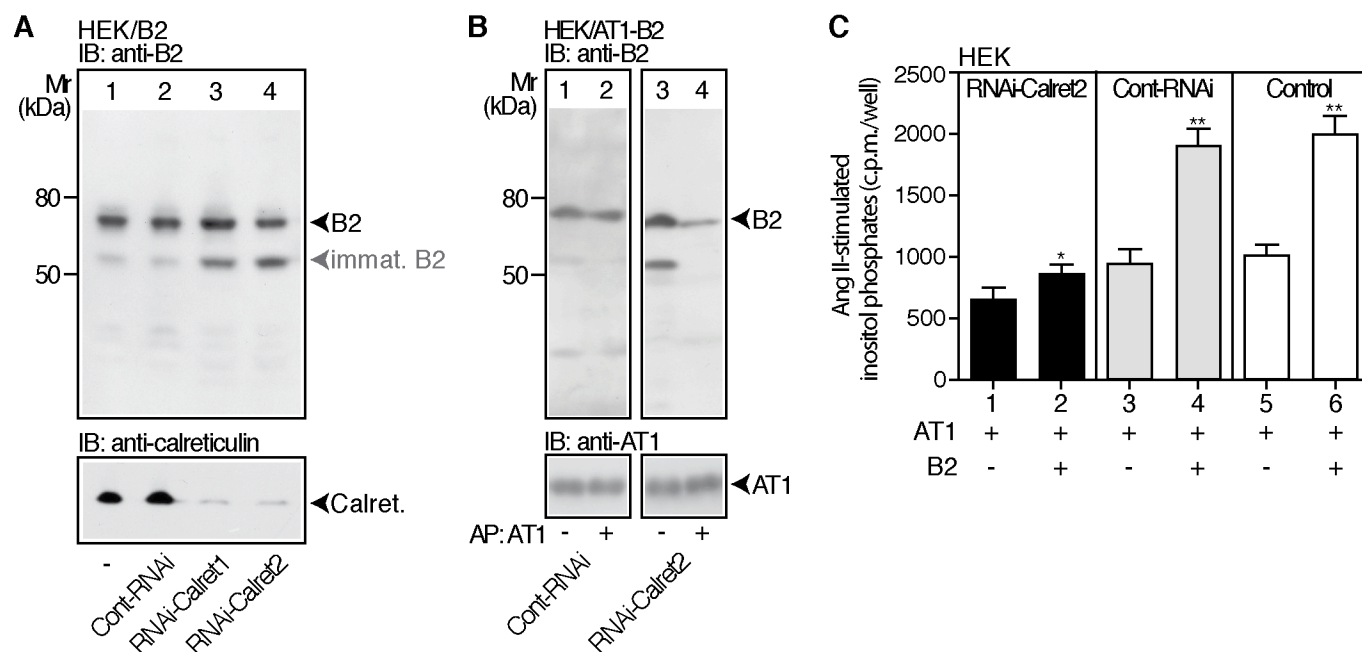 A
HEK/B2
IB: anti-B2
Mr
(kDa)
1 2 3 4
80
50
B2
immat. B2
IB: anti-calreticulin
Calret.
-
Cont-RNAi
RNAi-Calret1
RNAi-Calret2
B
HEK/AT1-B2
IB: anti-B2
Mr
(kDa)
1 2 3 4
80
50
B2
IB: anti-AT1
AT1
AP: AT1 - + - +
Cont-RNAi
RNAi-Calret2
C
HEK
RNAi-Calret2 Cont-RNAi Control
Ang II-stimulated
inositol phosphates (c.p.m./well)
2500
2000
1500
1000
500
0
* ** **
1 2 3 4 5 6
AT1 + + + + + +
B2 - + - + - +